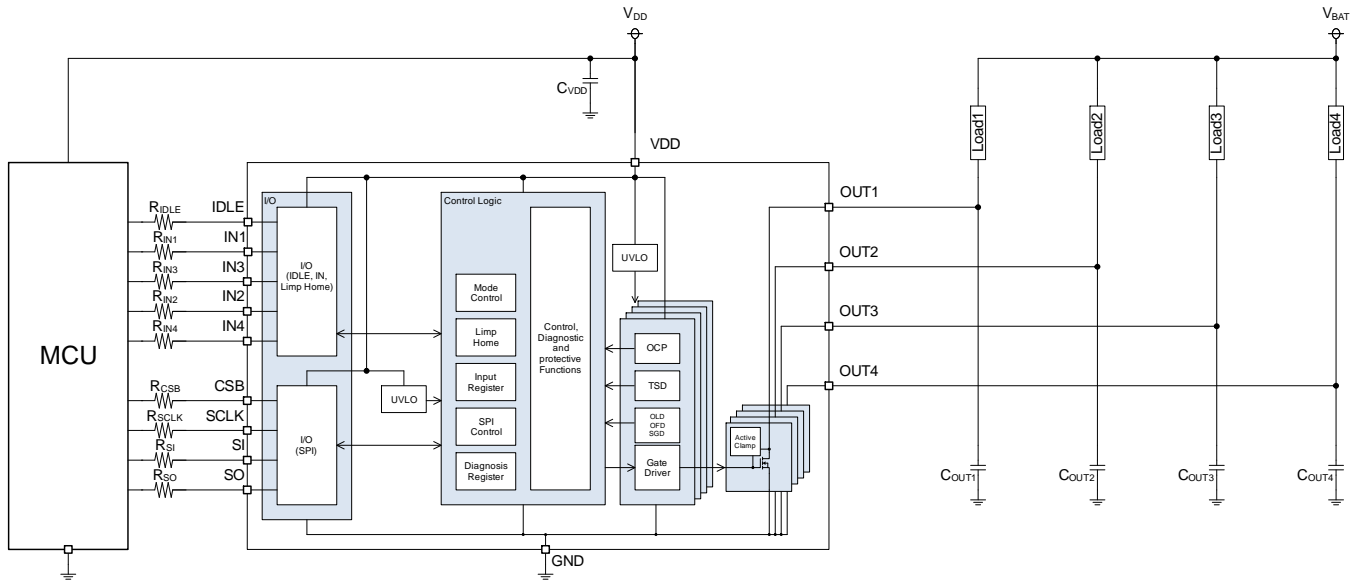 VDD
VBAT
CVDD
VDD
Load1
Load2
Load3
Load4
MCU
RIDLE
IDLE
RIN1
IN1
RIN3
IN3
RIN2
IN2
RIN4
IN4
RCSB
CSB
RSCLK
SCLK
RSI
SI
RSO
SO
I/O
I/O
(IDLE, IN,
Limp Home)
I/O
(SPI)
UVLO
Control Logic
Mode
Control
Limp
Home
Input
Register
SPI
Control
Diagnosis
Register
Control,
Diagnostic
and
protective
Functions
UVLO
OCP
TSD
OLD
OFD
SGD
Gate
Driver
Active
Clamp
OUT1
OUT2
OUT3
OUT4
COUT1
COUT2
COUT3
COUT4
GND